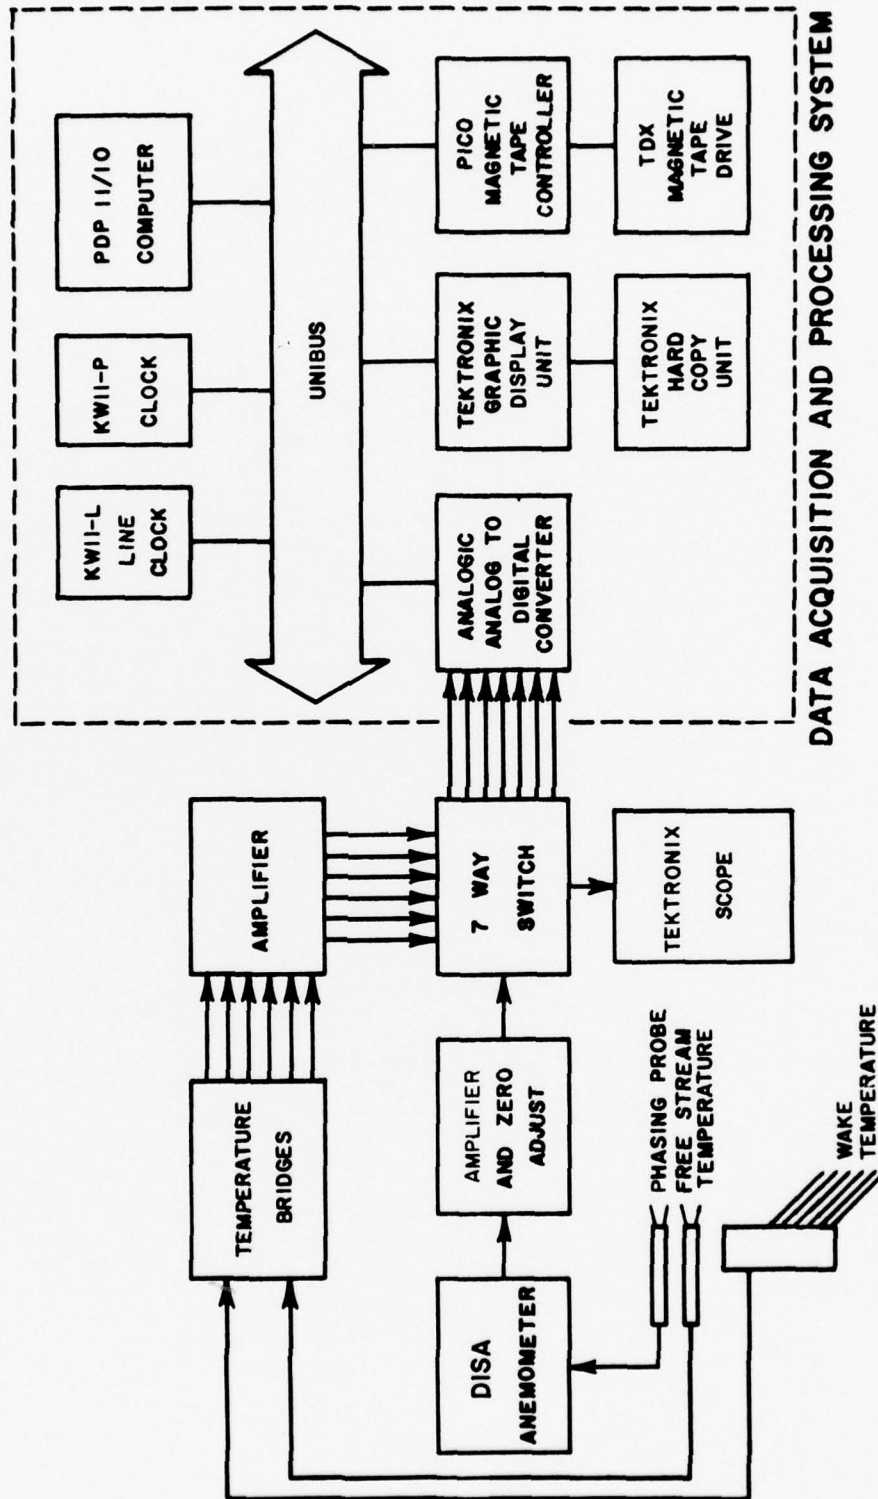 KW11-L
LINE
CLOCK
KW11-P
CLOCK
PDP 11/10
COMPUTER
UNIBUS
ANALOGIC
ANALOG TO
DIGITAL
CONVERTER
TEKTRONIX
GRAPHIC
DISPLAY
UNIT
PICO
MAGNETIC
TAPE
CONTROLLER
TEKTRONIX
HARD
COPY
UNIT
TDX
MAGNETIC
TAPE
DRIVE
DATA ACQUISITION AND PROCESSING SYSTEM
TEMPERATURE
BRIDGES
AMPLIFIER
DISA
ANEMOMETER
AMPLIFIER
AND ZERO
ADJUST
7 WAY
SWITCH
TEKTRONIX
SCOPE
PHASING PROBE
FREE STREAM
TEMPERATURE
WAKE
TEMPERATURE